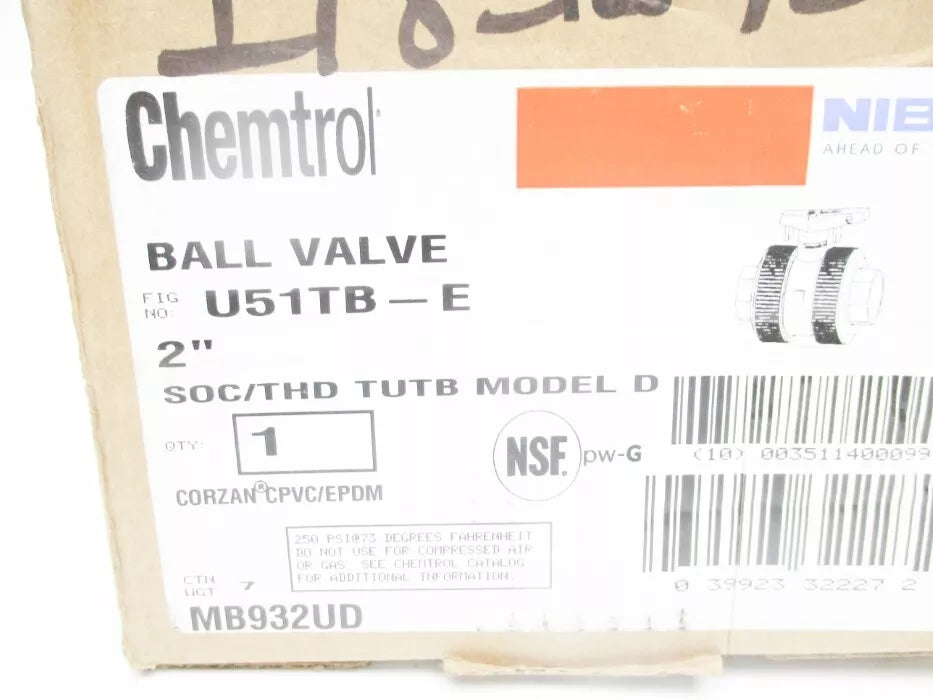 Chemtrol
NIB
AHEAD OF
BALL VALVE
FIG NO: U51TB – E
2"
SOC/THD TUTB MODEL D
QTY: 1
NSF® pw-G
(10) 003511400099
CORZAN® CPVC/EPDM
250 PSI@73 DEGREES FAHRENHEIT
DO NOT USE FOR COMPRESSED AIR
OR GAS. SEE CHEMTROL CATALOG
FOR ADDITIONAL INFORMATION.
0 39923 32227 2
CTN WGT 7
MB932UD